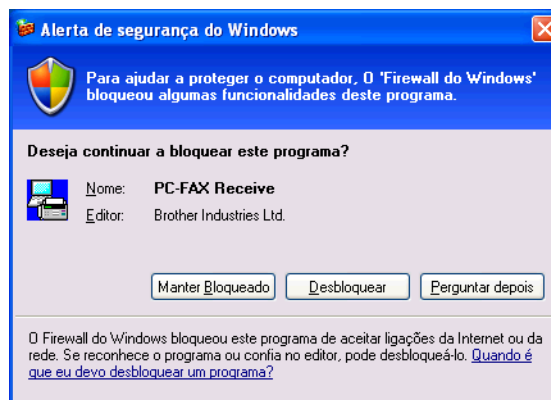 Alerta de segurança do Windows
Para ajudar a proteger o computador, O 'Firewall do Windows'
bloqueou algumas funcionalidades deste programa.
Deseja continuar a bloquear este programa?
Nome: PC-FAX Receive
Editor: Brother Industries Ltd.
Manter Bloqueado Desbloquear Perguntar depois
O Firewall do Windows bloqueou este programa de aceitar ligações da Internet ou da
rede. Se reconhece o programa ou confia no editor, pode desbloqueá-lo. Quando é
que eu devo desbloquear um programa?